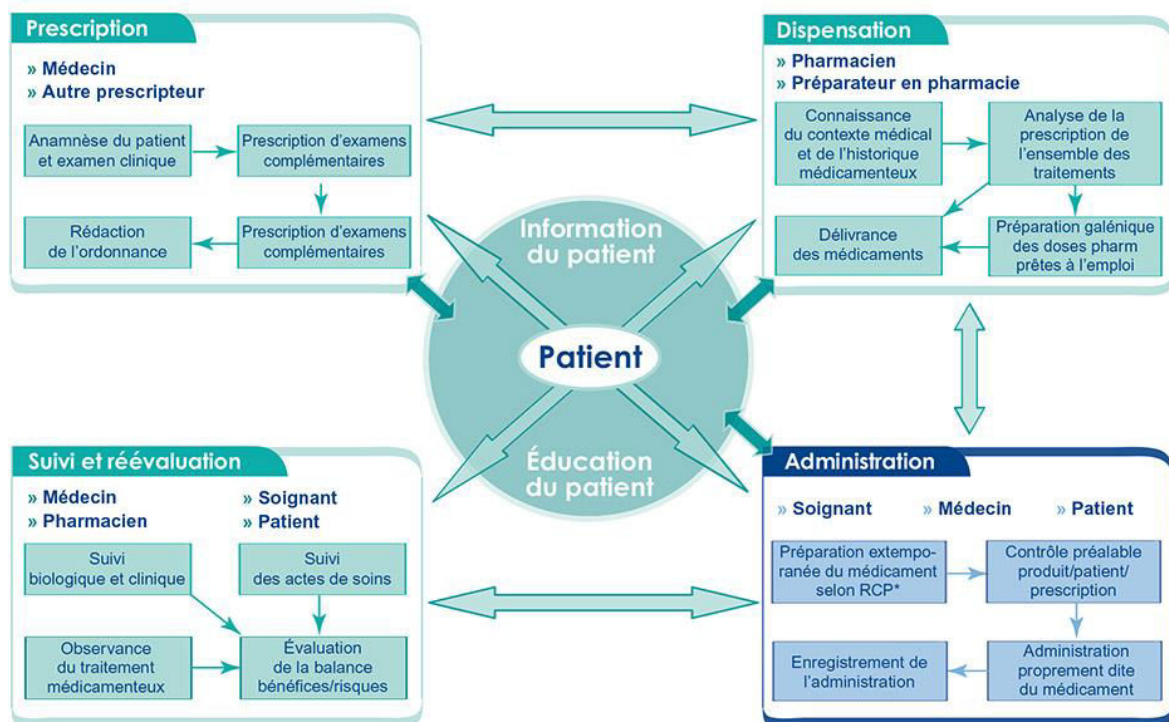 Prescription
» Médecin
» Autre prescripteur
Anamnèse du patient
et examen clinique
Prescription d’examens
complémentaires
Rédaction
de l’ordonnance
Prescription d’examens
complémentaires
Dispensation
» Pharmacien
» Préparateur en pharmacie
Connaissance
du contexte médical
et de l’historique
médicamenteux
Analyse de la
prescription de
l’ensemble des
traitements
Délivrance
des médicaments
Préparation galénique
des doses pharm
prêtes à l’emploi
Information
du patient
Patient
Éducation
du patient
Suivi et réévaluation
» Médecin
» Pharmacien
» Soignant
» Patient
Suivi
biologique et clinique
Suivi
des actes de soins
Observance
du traitement
médicamenteux
Évaluation
de la balance
bénéfices/risques
Administration
» Soignant
» Médecin
» Patient
Préparation extempo-
ranée du médicament
selon RCP*
Contrôle préalable
produit/patient/
prescription
Enregistrement de
l’administration
Administration
proprement dite
du médicament